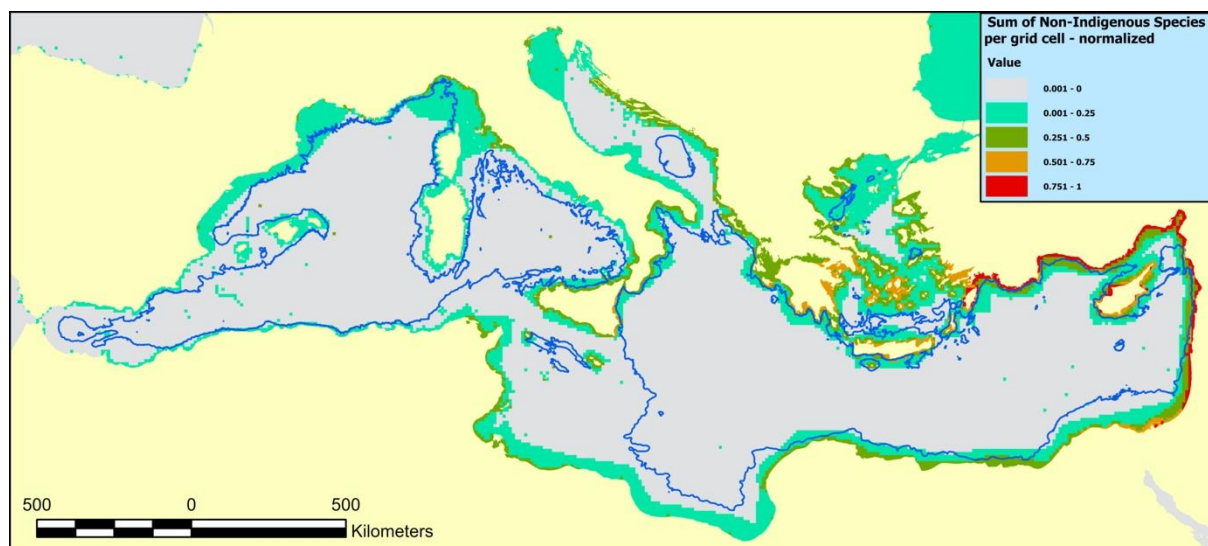 Sum of Non-Indigenous Species
per grid cell - normalized
Value
0.001 - 0
0.001 - 0.25
0.251 - 0.5
0.501 - 0.75
0.751 - 1
500 0 500
Kilometers